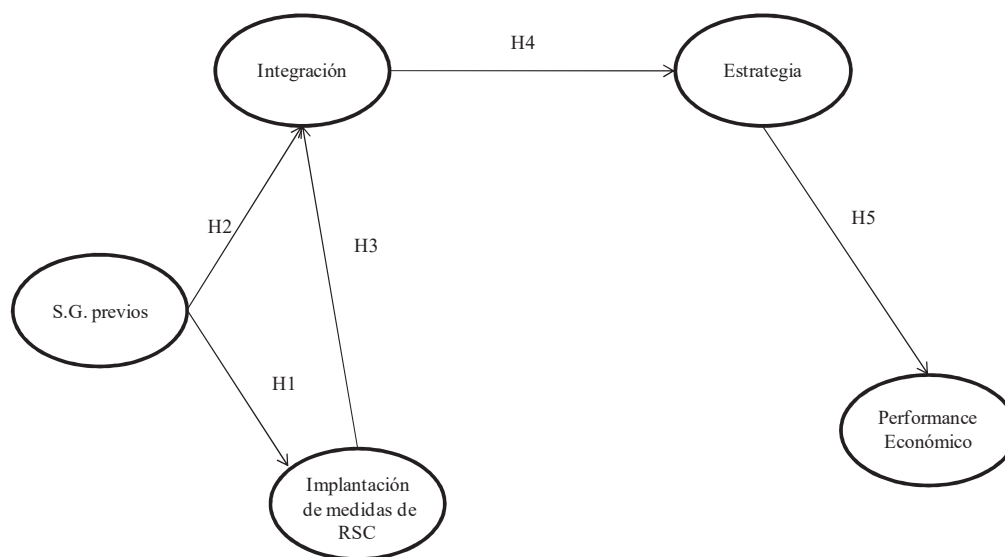 H4
Integración
Estrategia
H2
H3
H5
S.G. previos
H1
Performance
Económico
Implantación
de medidas de
RSC